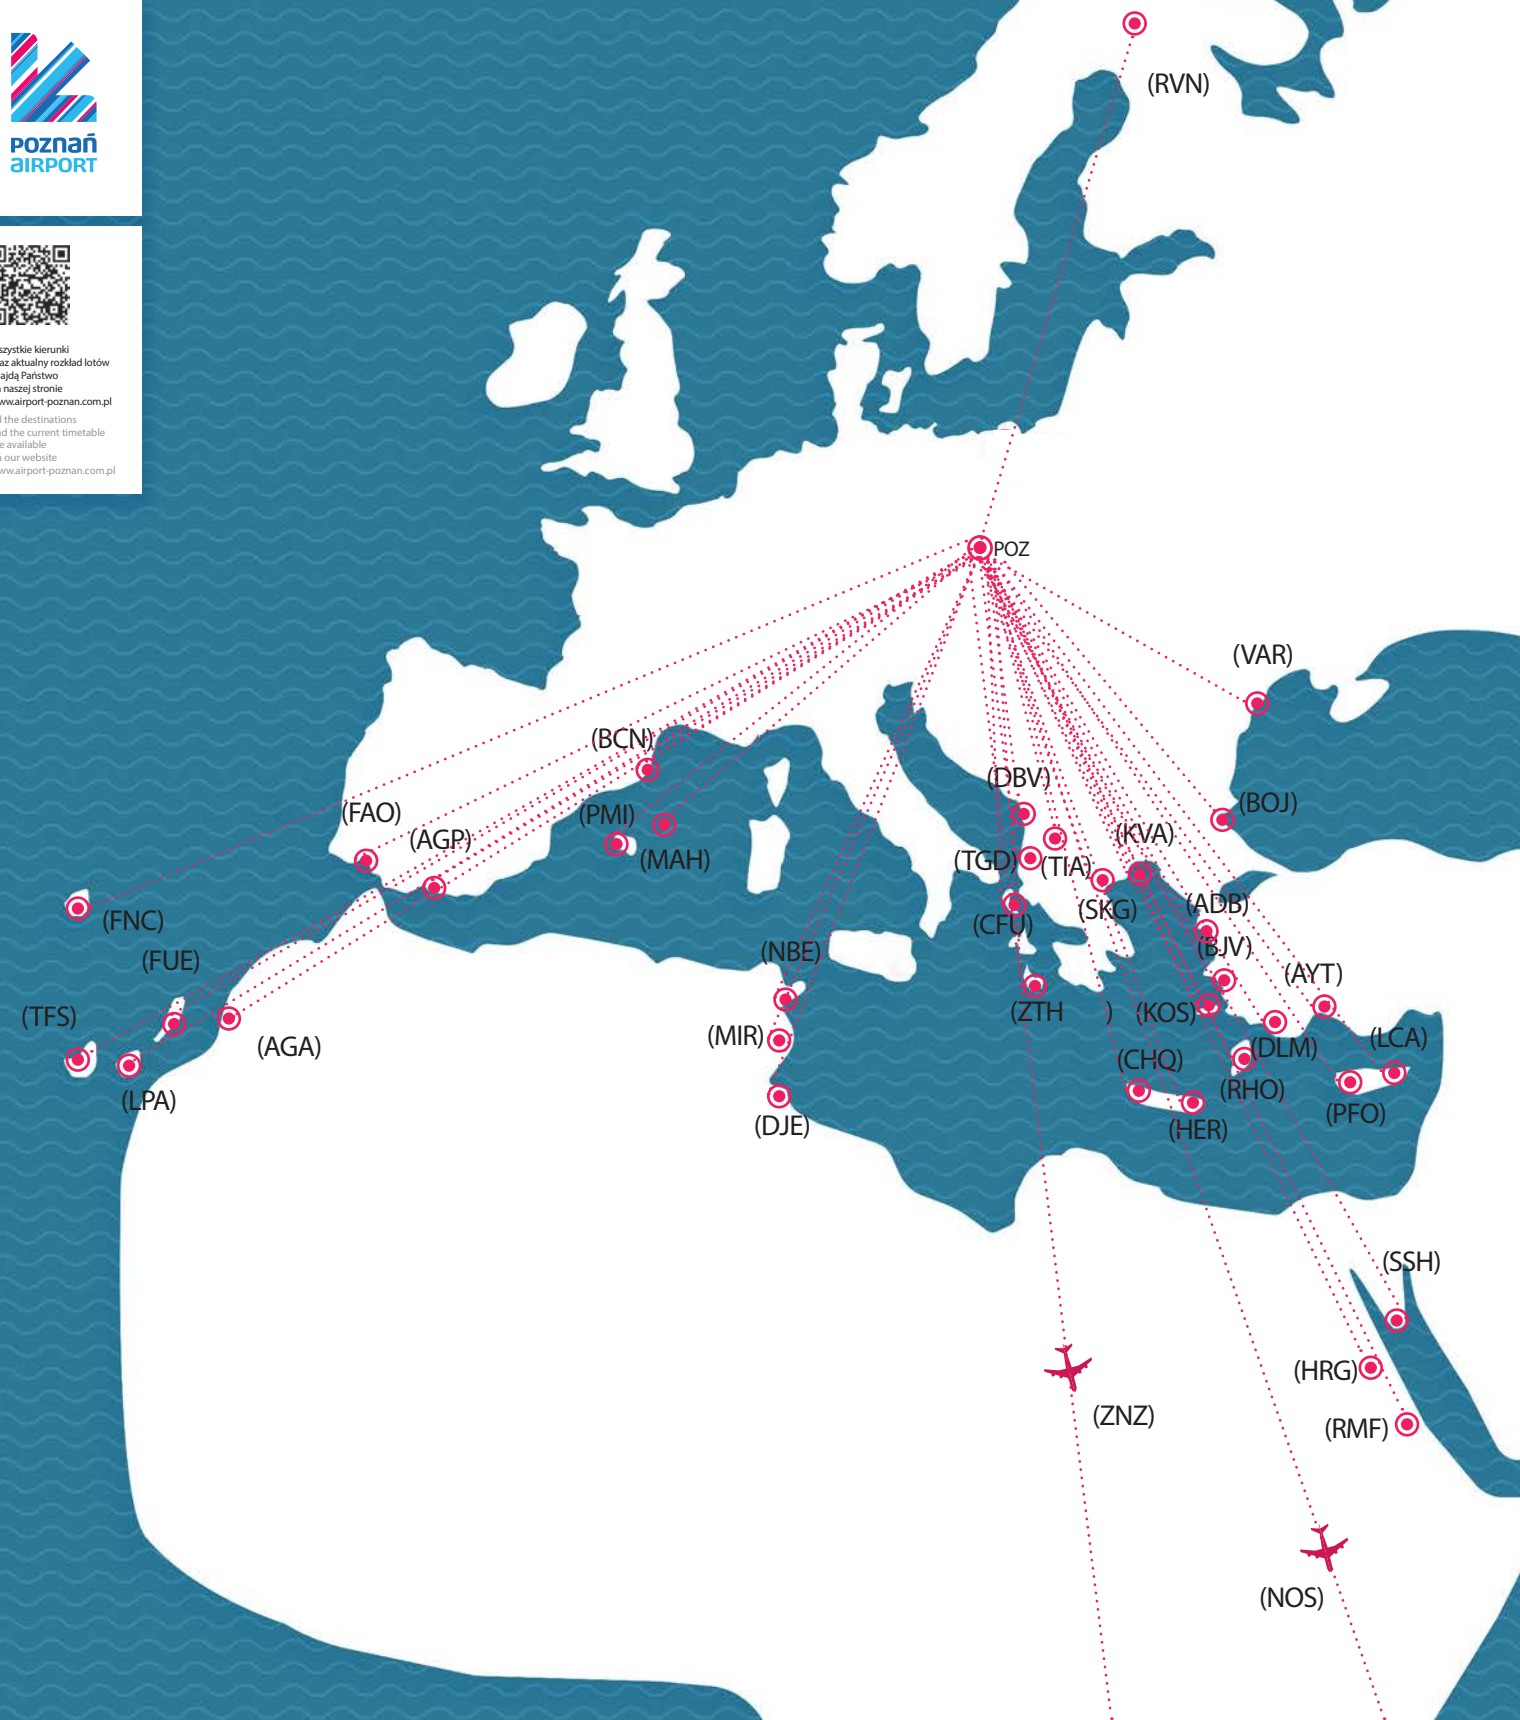 POZNAŃ
AIRPORT
szystkie kierunki
az aktualny rozkład lotów
ajdą Państwo
naszej stronie
ww.airport-poznan.com.pl
l the destinations
nd the current timetable
e available
our website
ww.airport-poznan.com.pl
(RVN)
POZ
(VAR)
(BCN)
(DBV)
(BOJ)
(FAO)
(PMI)
(AGP)
(KVA)
(MAH)
(TGD)
(TIA)
(ADB)
(SKG)
(FNC)
(CFU)
(BJV)
(NBE)
(FUE)
(AYT)
(TFS)
(ZTH )
(KOS)
(MIR)
(LCA)
(AGA)
(DLM)
(CHQ)
(RHO)
(LPA)
(PFO)
(DJE)
(HER)
(SSH)
(HRG)
(ZNZ)
(RMF)
(NOS)